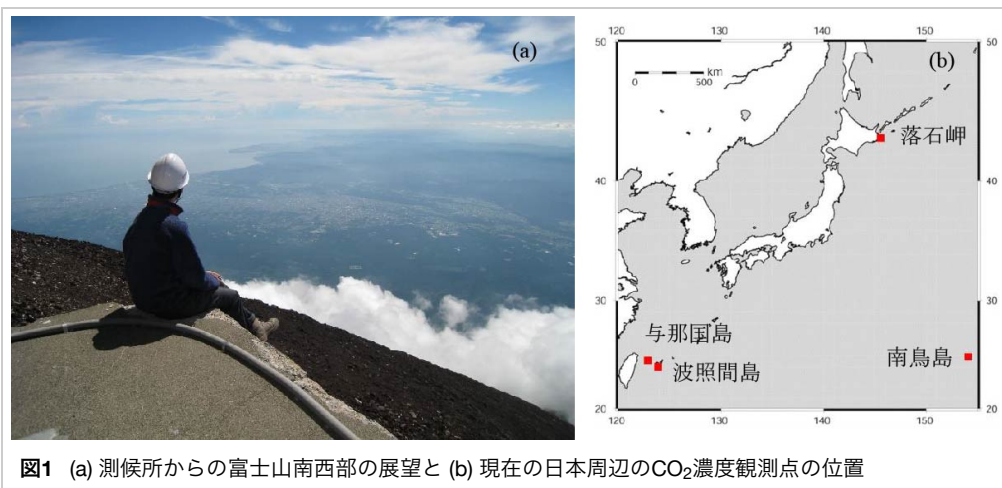 (a)
120 130 140 150
50 50
(b)
km
0 500
落石岬
40 40
30 30
与那国島
南鳥島
波照間島
20 20
120 130 140 150
図1 (a) 測候所からの富士山南西部の展望と (b) 現在の日本周辺のCO₂濃度観測点の位置